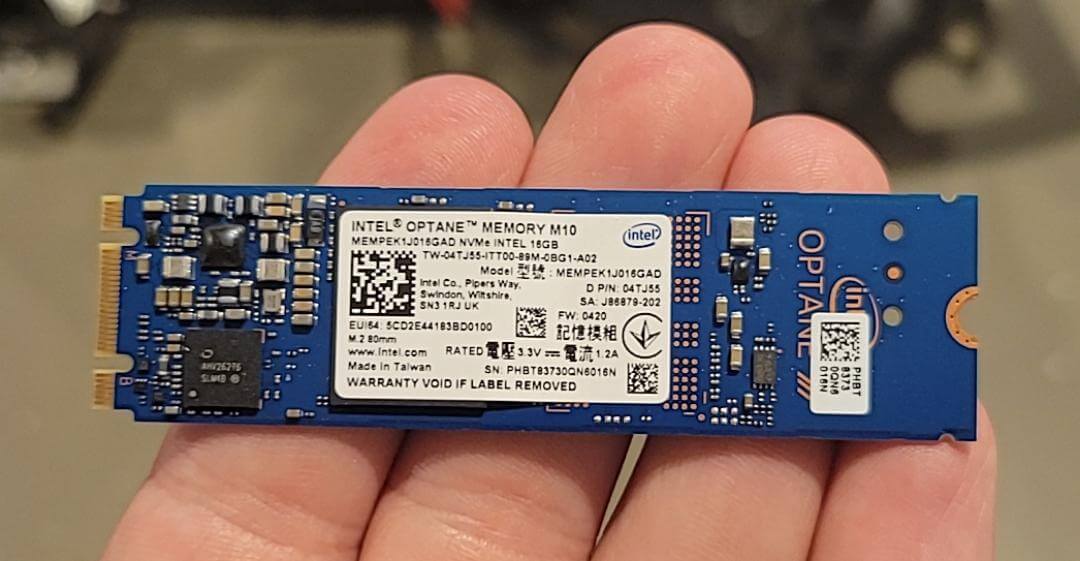 INTEL® OPTANE™ MEMORY M10
intel
MEMPEK1J016GAD NVMe INTEL 16GB
TW-04TJ55-ITT00-89M-0BG1-A02
Model 型號 : MEMPEK1J016GAD
Intel Co., Pipers Way,
Swindon, Wiltshire,
SN3 1RJ UK
D P/N: 04TJ55
SA: J86879-202
FW: 0420
EUI64: 5CD2E44183BD0100
記憶模組
M.2 80mm
www.intel.com
RATED 電壓 3.3V 電流 1.2A
Made in Taiwan
SN: PHBT83730QN6016N
WARRANTY VOID IF LABEL REMOVED
M
B
SLM4D
OPTANE
PHBT
8373
0QN6
016N